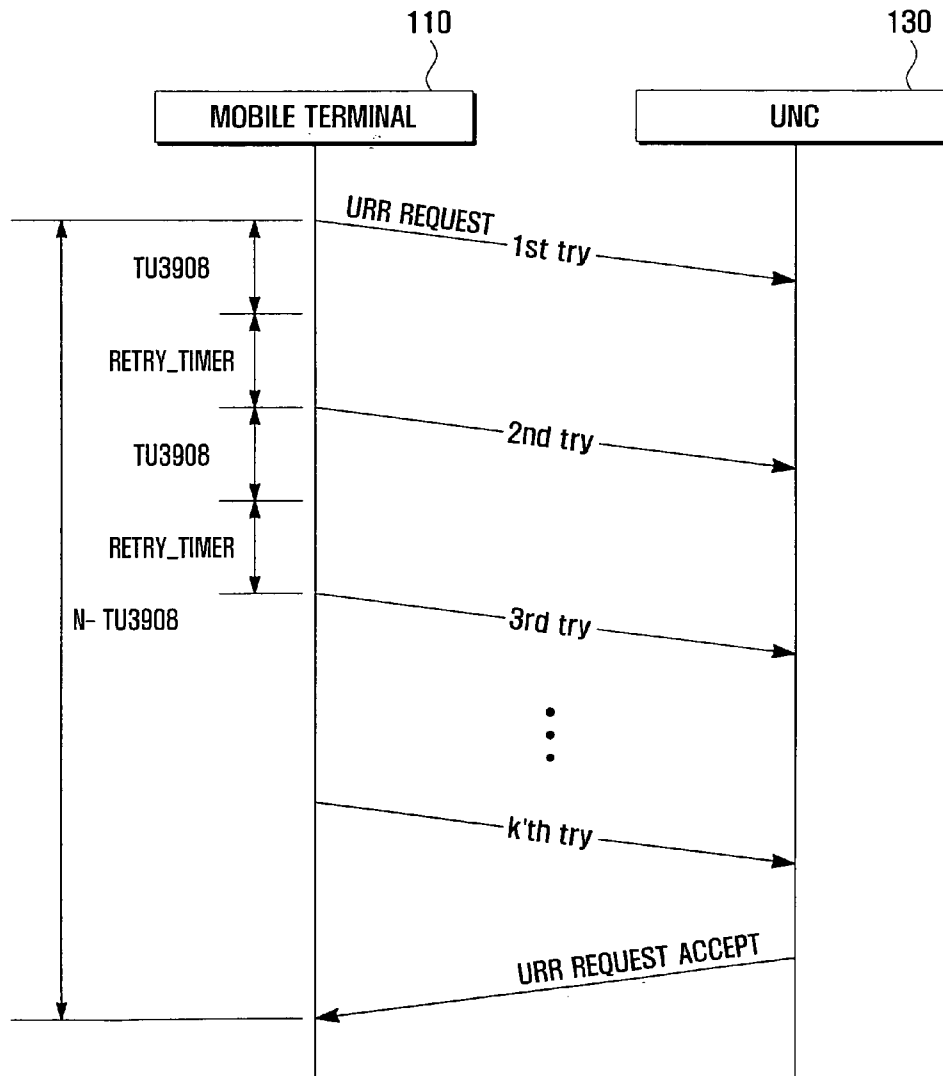 110
130
MOBILE TERMINAL
UNC
URR REQUEST
1st try
TU3908
RETRY_TIMER
2nd try
TU3908
RETRY_TIMER
3rd try
N- TU3908
k'th try
URR REQUEST ACCEPT